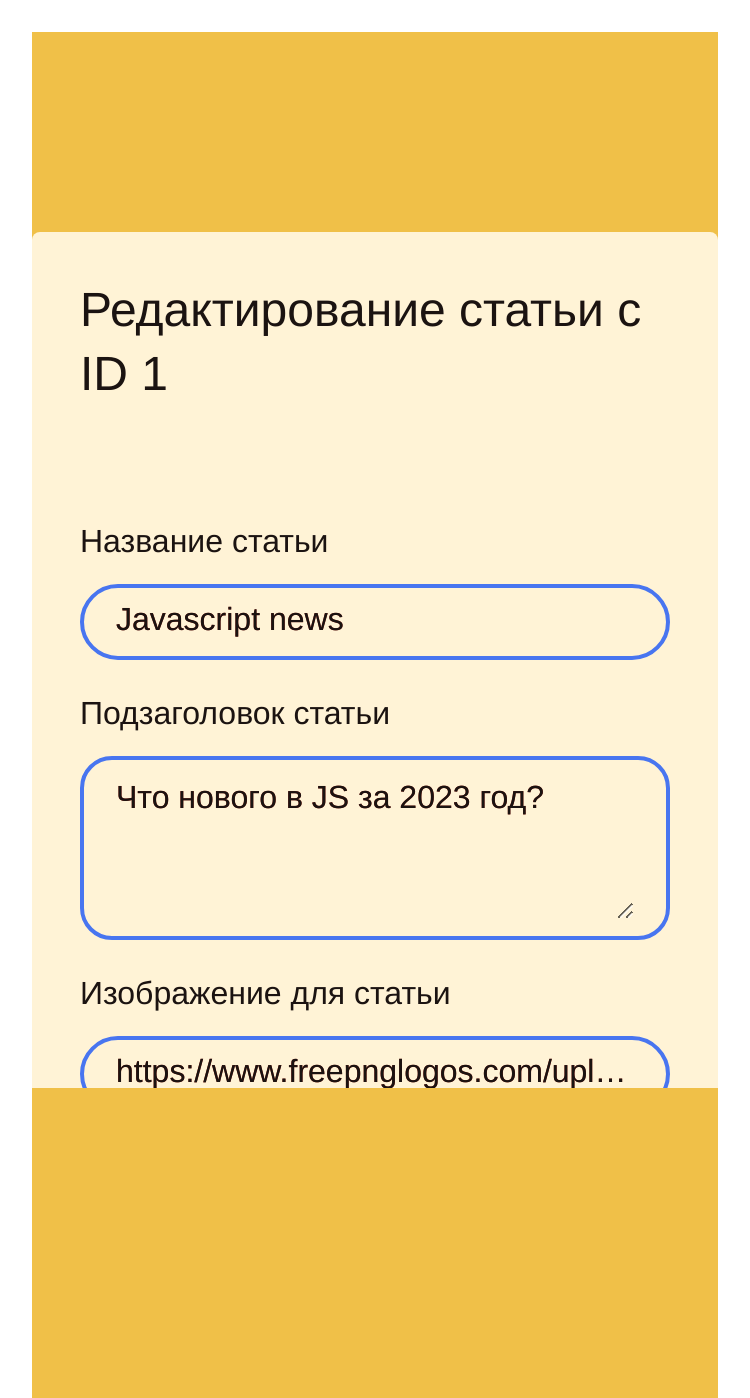 Редактирование статьи с
ID 1
Название статьи
Javascript news
Подзаголовок статьи
Что нового в JS за 2023 год?
Изображение для статьи
https://www.freepnglogos.com/upl…